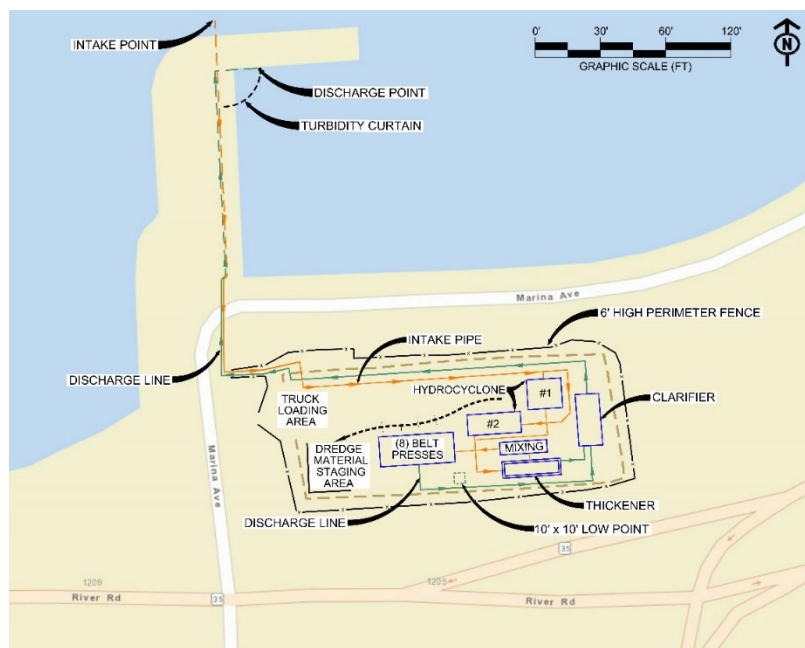 INTAKE POINT
0' 30' 60' 120'
GRAPHIC SCALE (FT)
N
DISCHARGE POINT
TURBIDITY CURTAIN
Marina Ave
6' HIGH PERIMETER FENCE
INTAKE PIPE
DISCHARGE LINE
HYDROCYCLONE
TRUCK
LOADING
AREA
#1
CLARIFIER
#2
(8) BELT
PRESSES
MIXING
DREDGE
MATERIAL
STAGING
AREA
Marina Ave
THICKENER
DISCHARGE LINE
10' x 10' LOW POINT
35
1209
1205
River Rd
35
River Rd